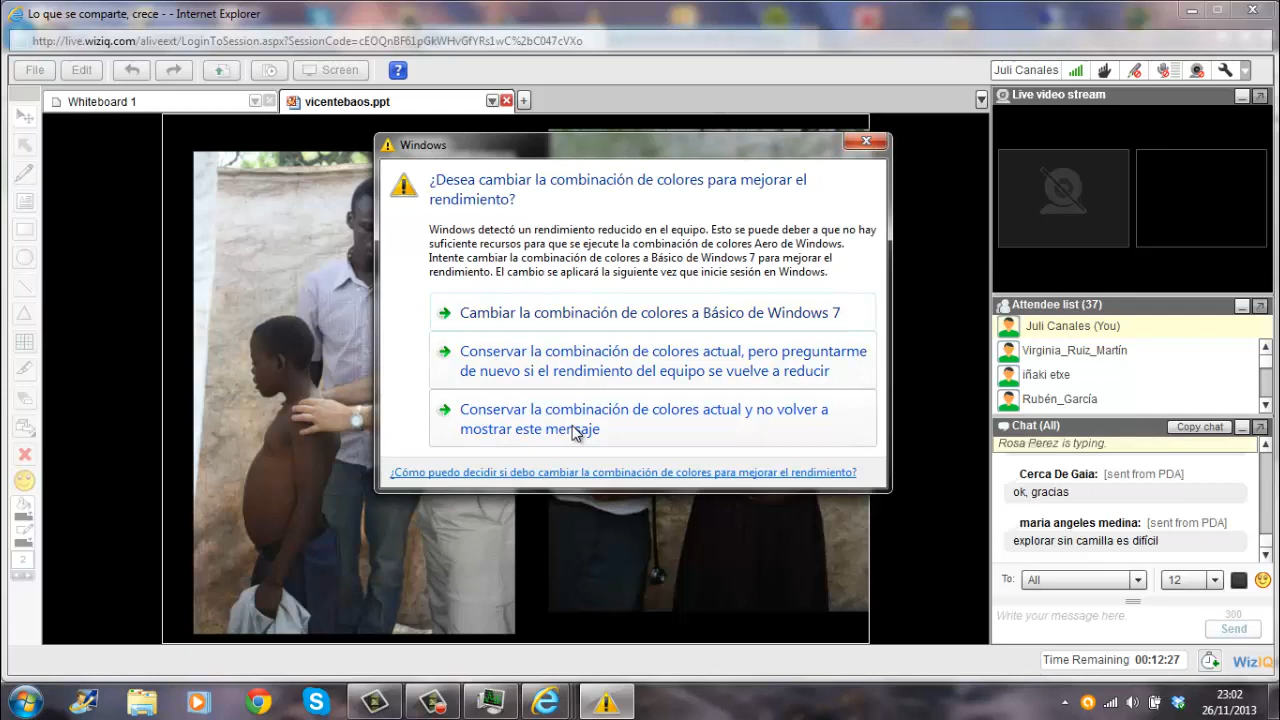 Lo que se comparte, crece - - Internet Explorer
http://live.wiziq.com/aliveext/LoginToSession.aspx?SessionCode=cEOQnBF61pGkWHvGfYRs1wC%2bC047cVXo
File
Edit
Screen
?
Juli Canales
Whiteboard 1
vicentebaos.ppt
Live video stream
Windows
¿Desea cambiar la combinación de colores para mejorar el
rendimiento?
Windows detectó un rendimiento reducido en el equipo. Esto se puede deber a que no hay
suficiente recursos para que se ejecute la combinación de colores Aero de Windows.
Intente cambiar la combinación de colores a Básico de Windows 7 para mejorar el
rendimiento. El cambio se aplicará la siguiente vez que inicie sesión en Windows.
Cambiar la combinación de colores a Básico de Windows 7
Conservar la combinación de colores actual, pero preguntarme
de nuevo si el rendimiento del equipo se vuelve a reducir
Conservar la combinación de colores actual y no volver a
mostrar este mensaje
¿Cómo puedo decidir si debo cambiar la combinación de colores para mejorar el rendimiento?
2
Attendee list (37)
Juli Canales (You)
Virginia_Ruiz_Martín
iñaki etxe
Rubén_García
Chat (All)
Copy chat
Rosa Perez is typing.
Cerca De Gaia: [sent from PDA]
ok, gracias
maria angeles medina: [sent from PDA]
explorar sin camilla es difícil
To:
All
12
Write your message here.
300
Send
Time Remaining 00:12:27
WizIQ
23:02
26/11/2013